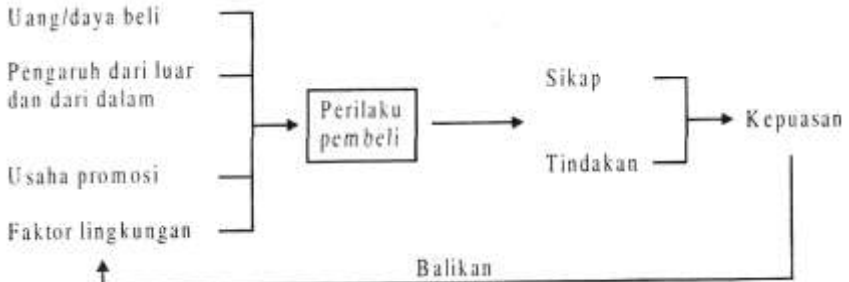 Uang/daya beli
Pengaruh dari luar
dan dari dalam
Usaha promosi
Faktor lingkungan
Perilaku
pembeli
Sikap
Tindakan
Kepuasan
Balikan